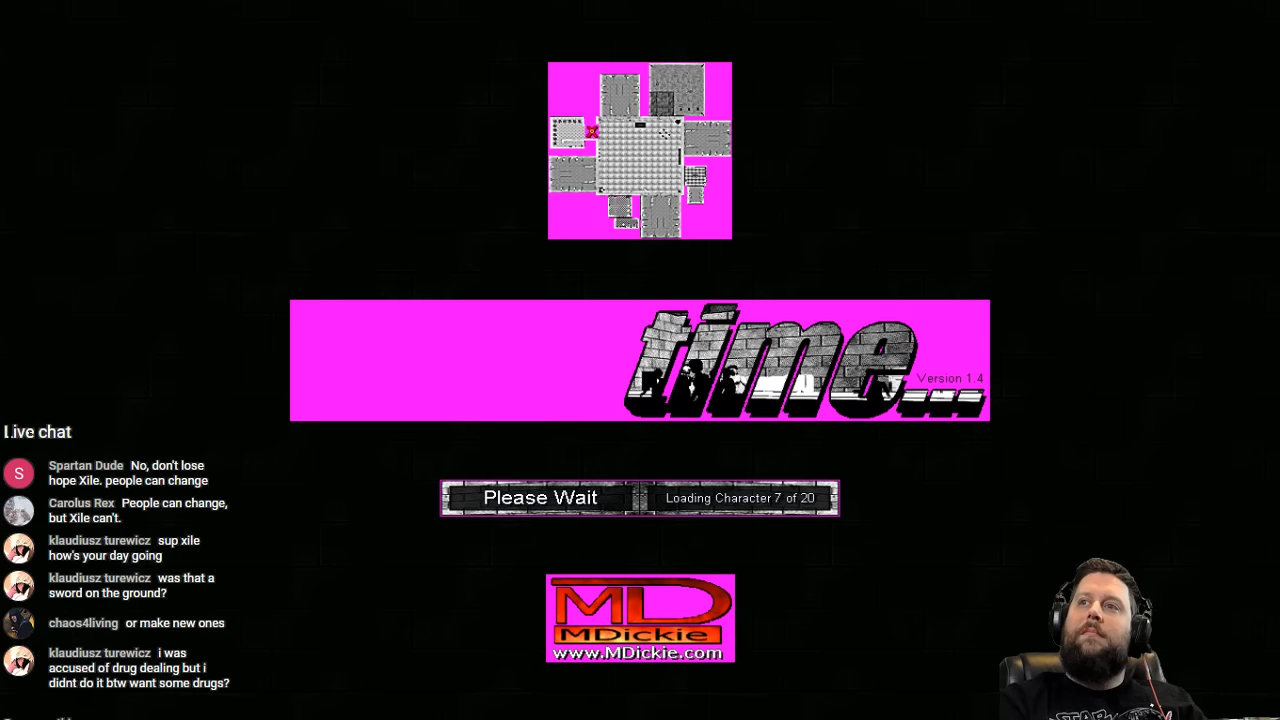 time...
Version 1.4
Live chat
Spartan Dude No, don't lose
hope Xile. people can change
Carolus Rex People can change,
but Xile can't.
klaudiusz turewicz sup xile
how's your day going
klaudiusz turewicz was that a
sword on the ground?
chaos4living or make new ones
klaudiusz turewicz i was
accused of drug dealing but i
didnt do it btw want some drugs?
S
Please Wait
Loading Character 7 of 20
MD
MDickie
www.MDickie.com
STAR